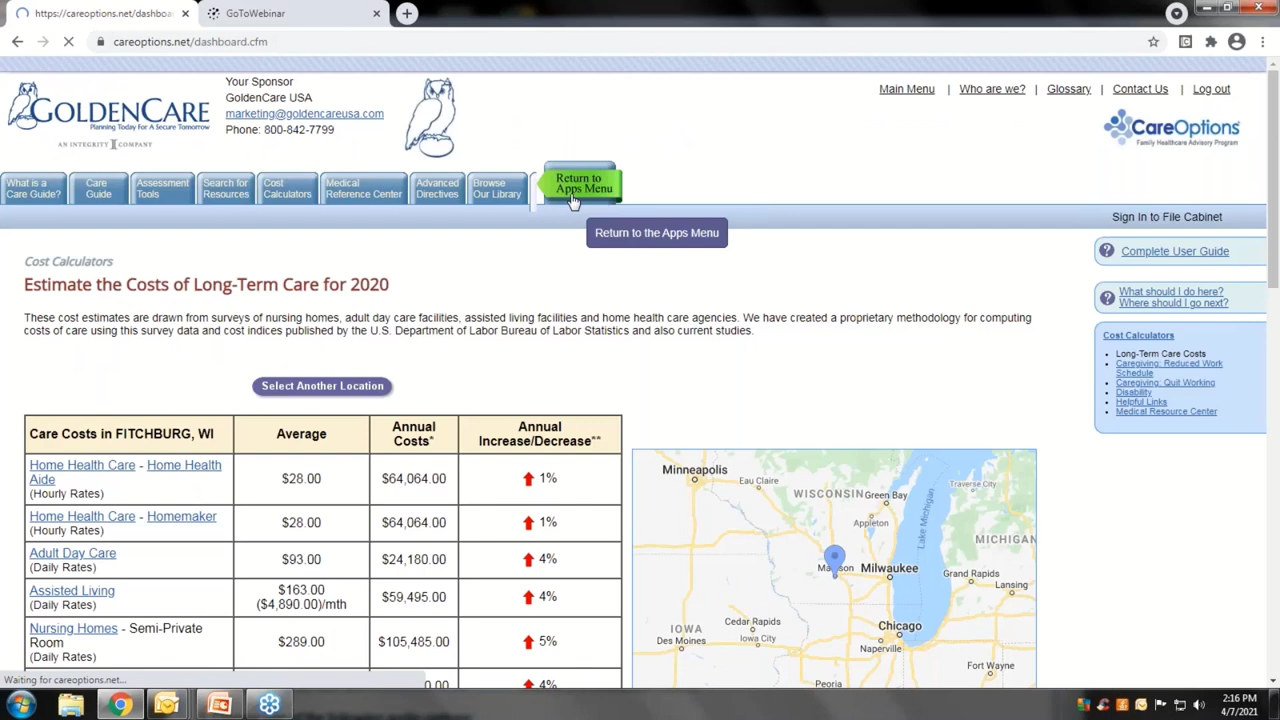 https://careoptions.net/dashboa
GoToWebinar
careoptions.net/dashboard.cfm
GOLDENCARE
Planning Today For A Secure Tomorrow
AN INTEGRITY COMPANY
Your Sponsor
GoldenCare USA
marketing@goldencareusa.com
Phone: 800-842-7799
Main Menu | Who are we? | Glossary | Contact Us | Log out
CareOptions
Family Healthcare Advisory Program
What is a
Care Guide?
Care
Guide
Assessment
Tools
Search for
Resources
Cost
Calculators
Medical
Reference Center
Advanced
Directives
Browse
Our Library
Return to
Apps Menu
Return to the Apps Menu
Sign In to File Cabinet
Complete User Guide
What should I do here?
Where should I go next?
Cost Calculators
Long-Term Care Costs
Caregiving: Reduced Work
Schedule
Caregiving: Quit Working
Disability
Helpful Links
Medical Resource Center
Cost Calculators
Estimate the Costs of Long-Term Care for 2020
These cost estimates are drawn from surveys of nursing homes, adult day care facilities, assisted living facilities and home health care agencies. We have created a proprietary methodology for computing
costs of care using this survey data and cost indices published by the U.S. Department of Labor Bureau of Labor Statistics and also current studies.
Select Another Location
Care Costs in FITCHBURG, WI
Average
Annual
Costs*
Annual
Increase/Decrease**
Home Health Care - Home Health
Aide
(Hourly Rates)
$28.00
$64,064.00
1%
Home Health Care - Homemaker
(Hourly Rates)
$28.00
$64,064.00
1%
Adult Day Care
(Daily Rates)
$93.00
$24,180.00
4%
Assisted Living
(Daily Rates)
$163.00
($4,890.00)/mth
$59,495.00
4%
Nursing Homes - Semi-Private
Room
(Daily Rates)
$289.00
$105,485.00
5%
4%
Minneapolis
Eau Claire
WISCONSIN
Green Bay
Appleton
Traverse City
Lake Michigan
MICHIGAN
Madison
Milwaukee
Grand Rapids
Lansing
IOWA
Des Moines
Cedar Rapids
Iowa City
Chicago
Naperville
Fort Wayne
Peoria
Waiting for careoptions.net...
2:16 PM
4/7/2021